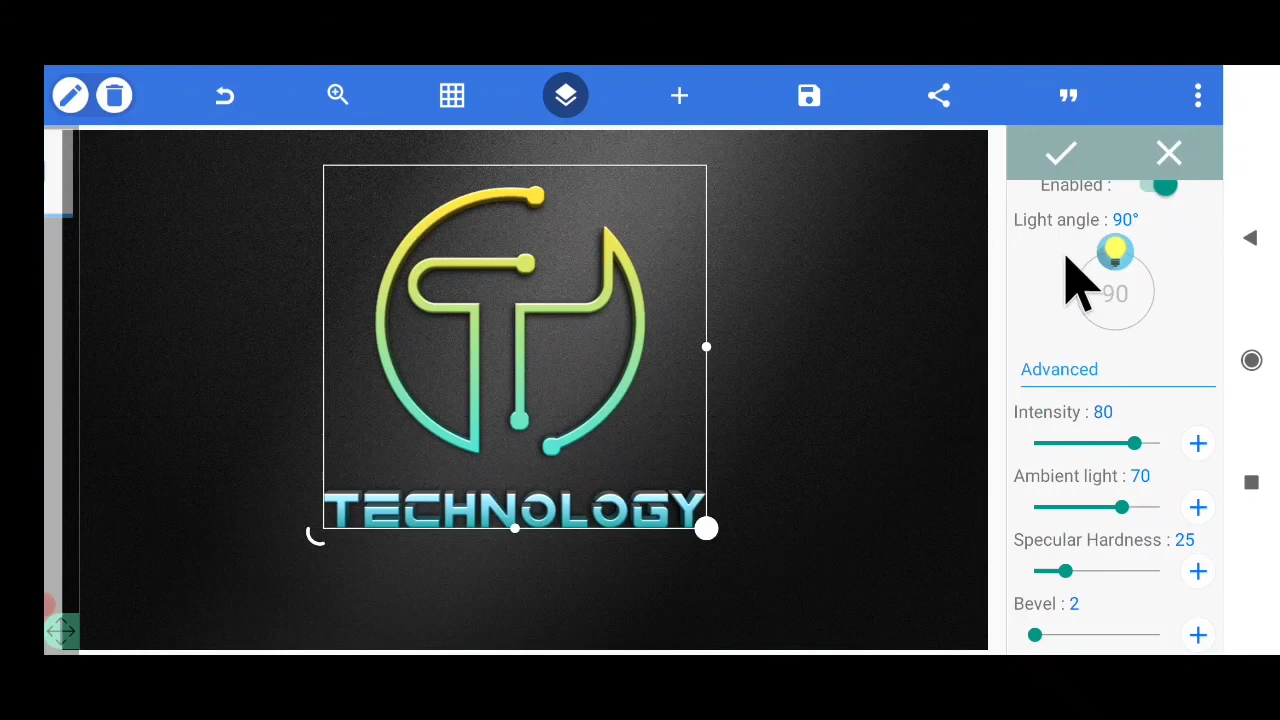 Enabled :
Light angle : 90°
90
Advanced
Intensity : 80
Ambient light : 70
Specular Hardness : 25
Bevel : 2
TECHNOLOGY